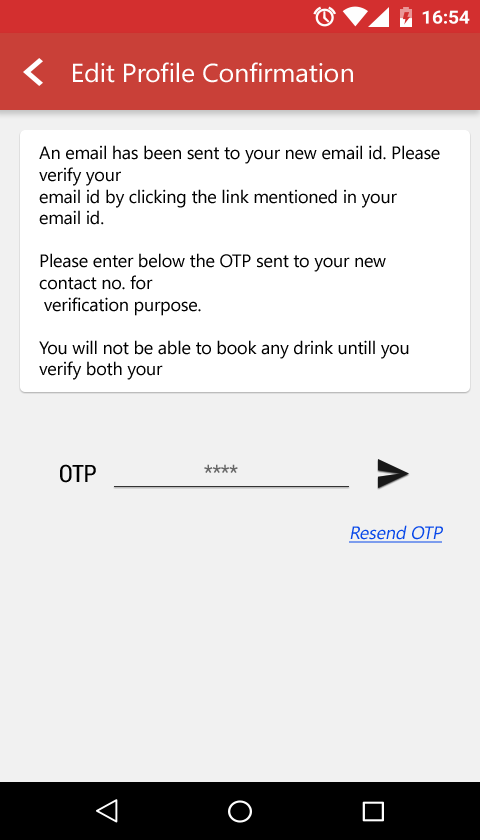 16:54
Edit Profile Confirmation
An email has been sent to your new email id. Please
verify your
email id by clicking the link mentioned in your
email id.
Please enter below the OTP sent to your new
contact no. for
verification purpose.
You will not be able to book any drink untill you
verify both your
OTP ****
Resend OTP